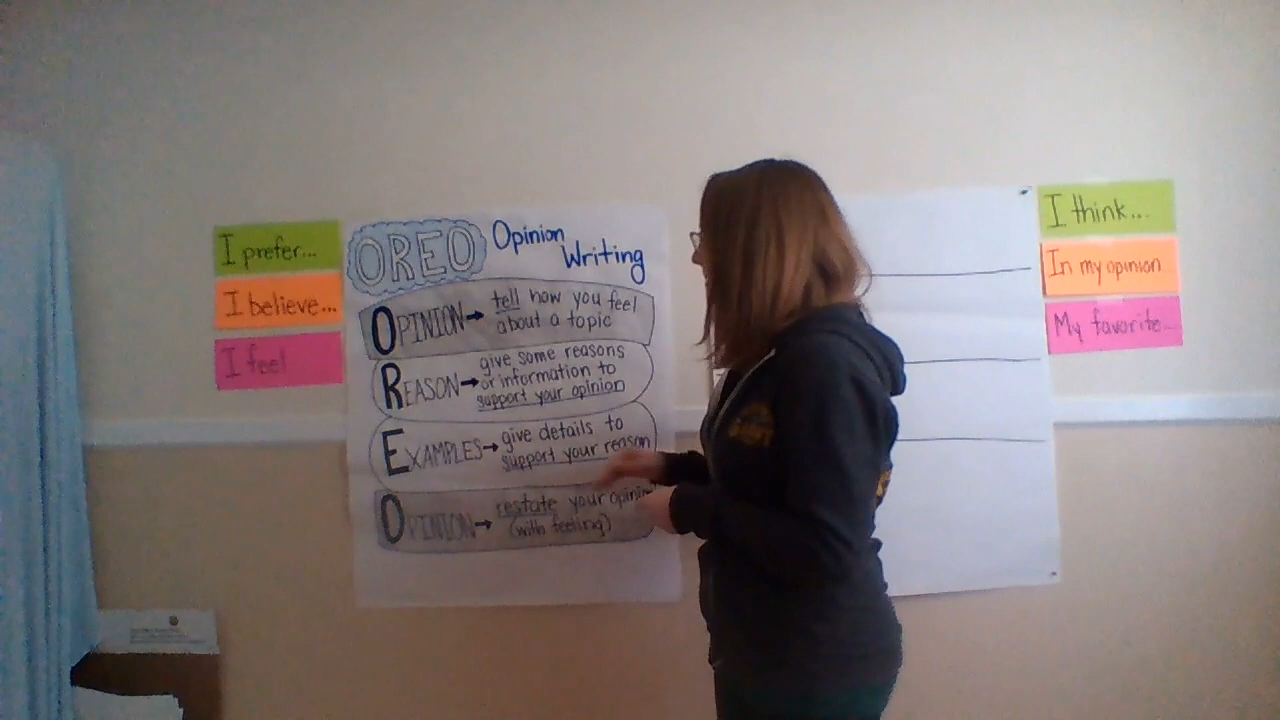 I prefer...
I believe...
I feel
OREO
Opinion
Writing
OPINION→ tell how you feel
about a topic
REASON→ give some reasons
or information to
support your opinion
EXAMPLES→ give details to
support your reason
OPINION→ restate your opinion
(with feeling)
I think...
In my opinion
My favorite...